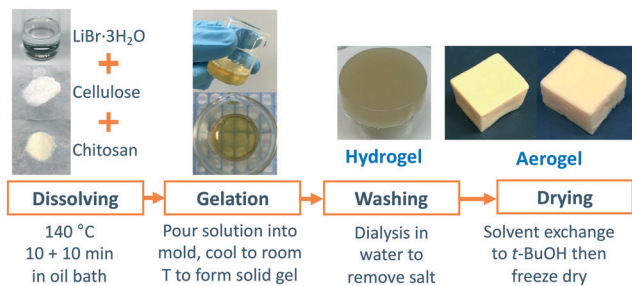 LiBr·3H₂O
+
Cellulose
+
Chitosan
Hydrogel
Aerogel
Dissolving
Gelation
Washing
Drying
140 °C
10 + 10 min
in oil bath
Pour solution into
mold, cool to room
T to form solid gel
Dialysis in
water to
remove salt
Solvent exchange
to t-BuOH then
freeze dry